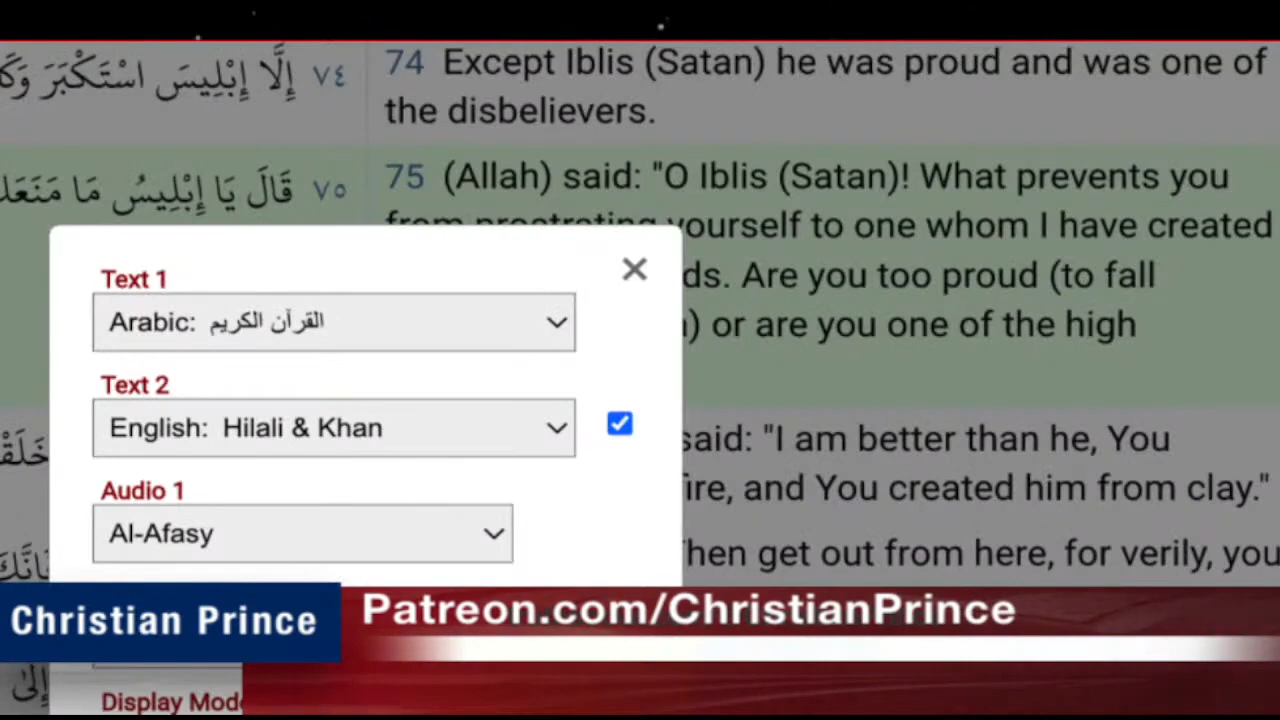 إِلَّا إِبْلِيسَ اسْتَكْبَرَ ٧٤
74 Except Iblis (Satan) he was proud and was one of
the disbelievers.
قَالَ يَا إِبْلِيسُ مَا مَنَعَكَ ٧٥
75 (Allah) said: "O Iblis (Satan)! What prevents you
from prostrating yourself to one whom I have created
Are you too proud (to fall
or are you one of the high
Text 1
Arabic: القرآن الكريم
Text 2
English: Hilali & Khan
Audio 1
Al-Afasy
said: "I am better than he, You
fire, and You created him from clay."
Then get out from here, for verily, you
Christian Prince
Patreon.com/ChristianPrince
Display Mode